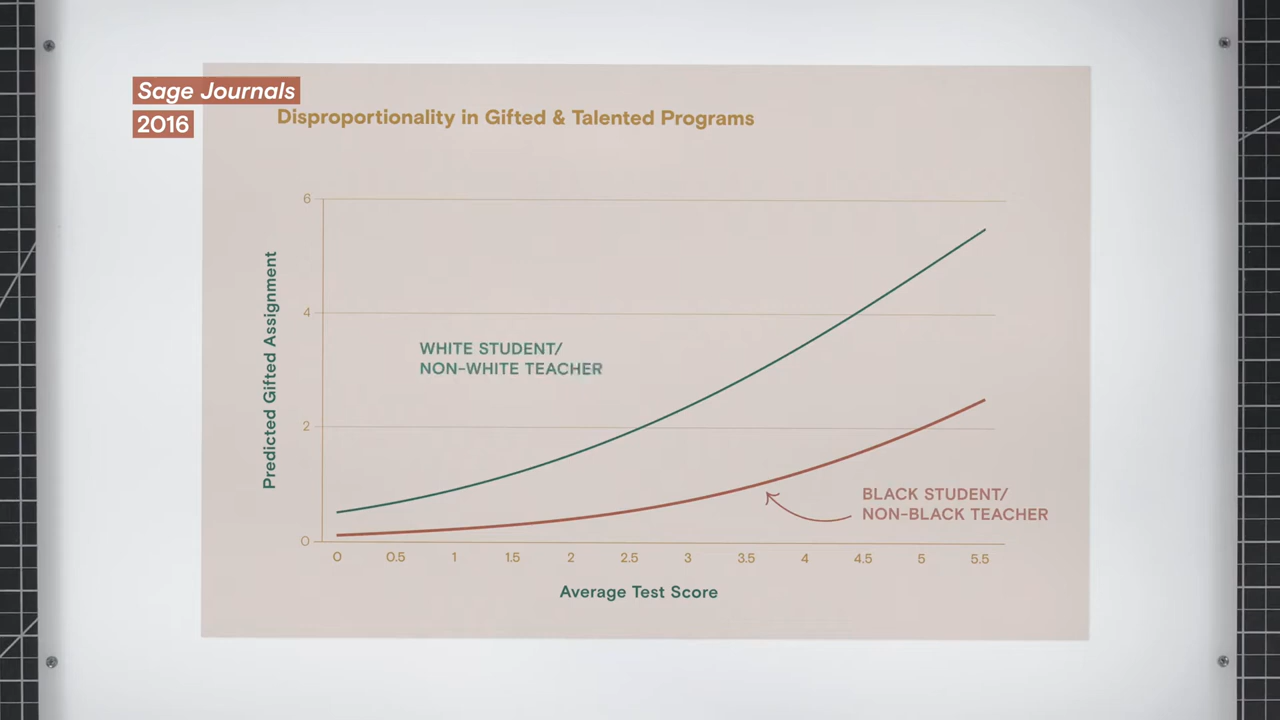 Sage Journals
2016
Disproportionality in Gifted & Talented Programs
Predicted Gifted Assignment
6
4
2
0
WHITE STUDENT/
NON-WHITE TEACHER
BLACK STUDENT/
NON-BLACK TEACHER
0 0.5 1 1.5 2 2.5 3 3.5 4 4.5 5 5.5
Average Test Score